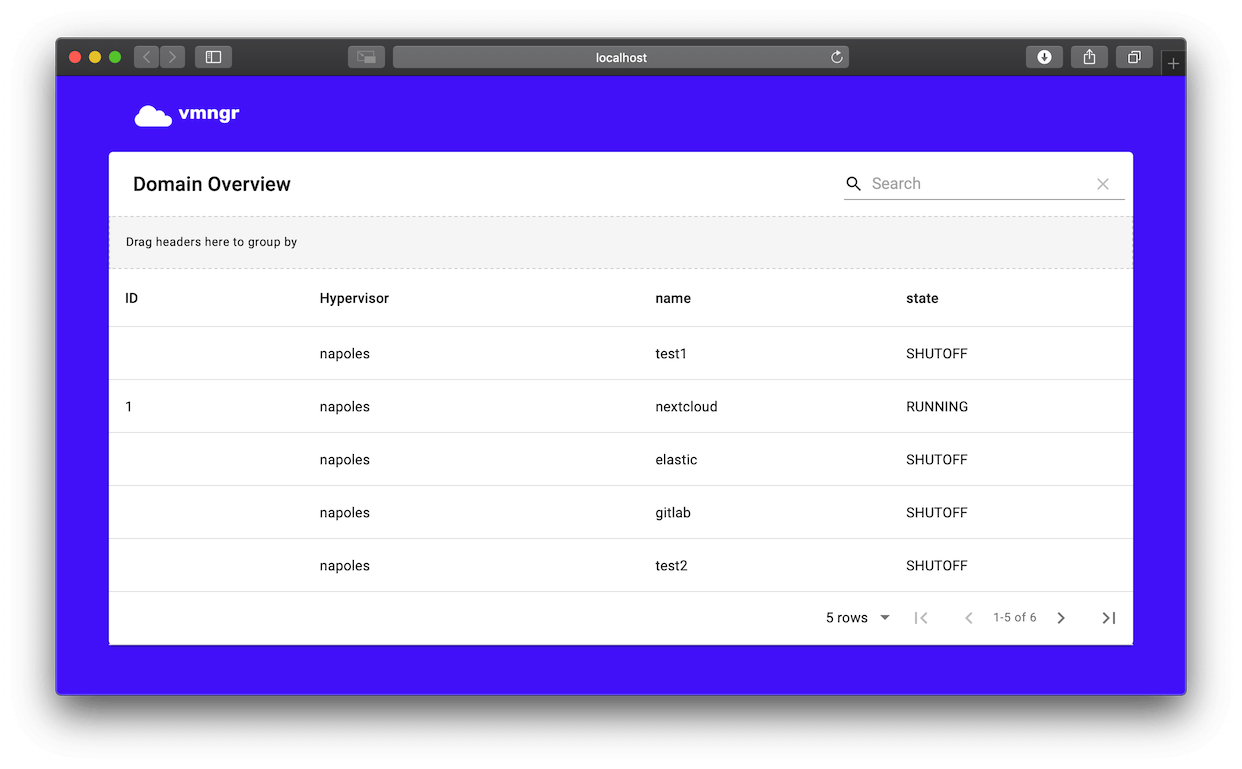 localhost
vmngr
Domain Overview
Search
Drag headers here to group by
ID Hypervisor name state
napoles test1 SHUTOFF
1 napoles nextcloud RUNNING
napoles elastic SHUTOFF
napoles gitlab SHUTOFF
napoles test2 SHUTOFF
5 rows 1-5 of 6